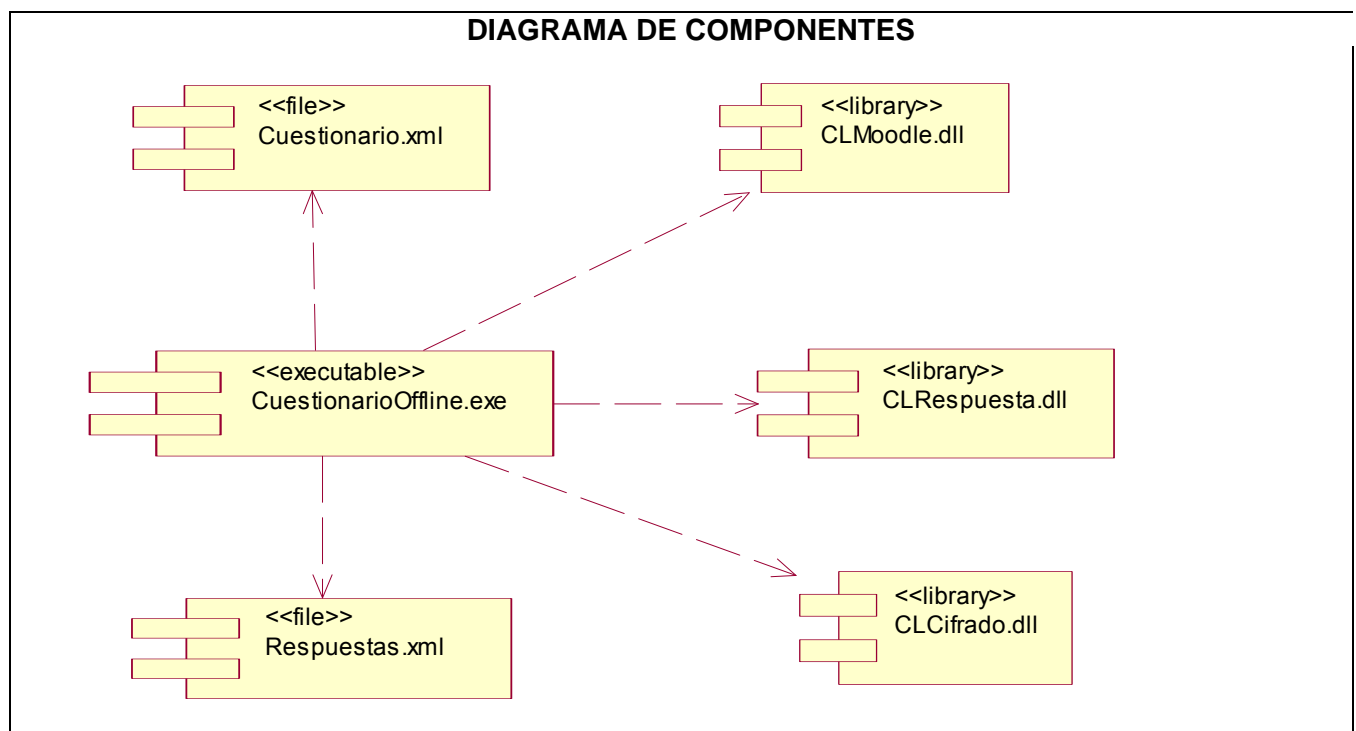 DIAGRAMA DE COMPONENTES
<<file>>
Cuestionario.xml
<<library>>
CLMoodle.dll
<<executable>>
CuestionarioOffline.exe
<<library>>
CLRespuesta.dll
<<file>>
Respuestas.xml
<<library>>
CLCifrado.dll